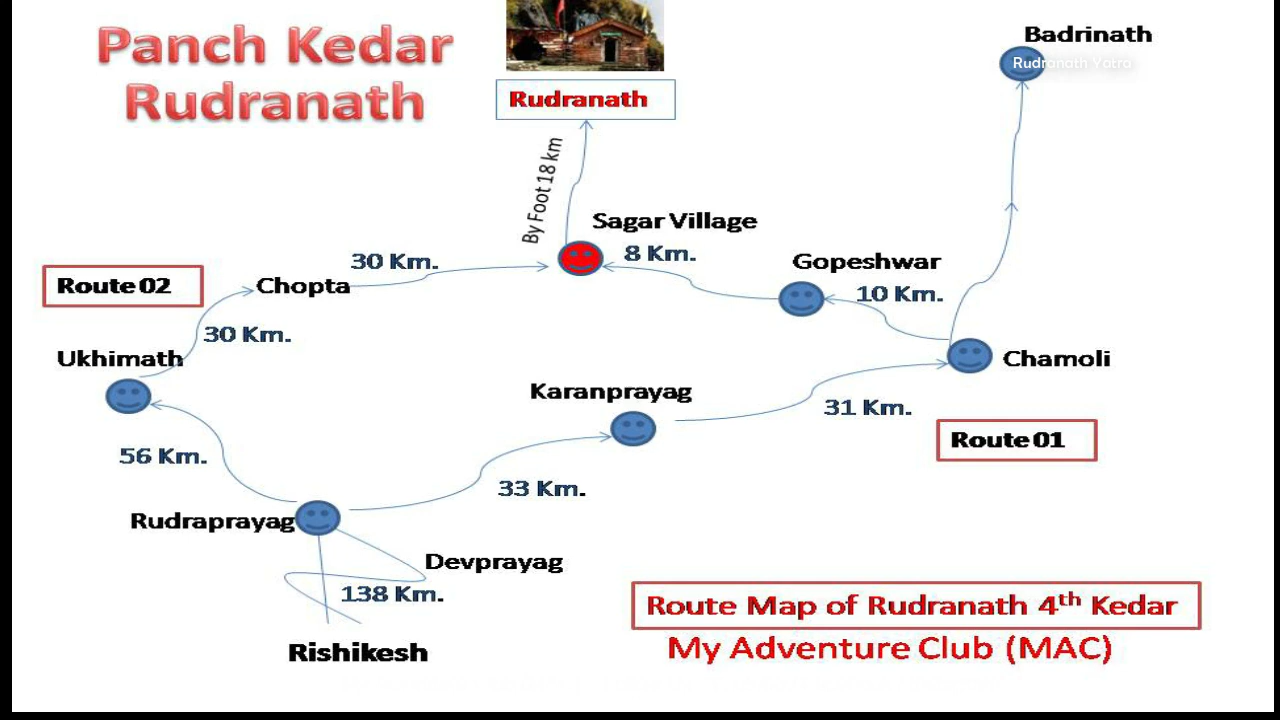 Panch Kedar
Rudranath
Rudranath
Badrinath
Rudranath Yatra
By Foot 18 km
Sagar Village
8 Km.
Gopeshwar
10 Km.
30 Km.
Route 02
Chopta
30 Km.
Ukhimath
Chamoli
Karanprayag
31 Km.
Route 01
56 Km.
33 Km.
Rudraprayag
Devprayag
138 Km.
Rishikesh
Route Map of Rudranath 4th Kedar
My Adventure Club (MAC)